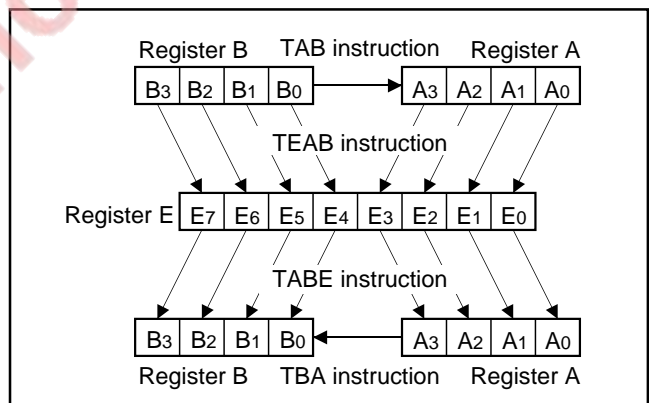 Register B TAB instruction Register A
B3 B2 B1 B0 A3 A2 A1 A0
TEAB instruction
Register E E7 E6 E5 E4 E3 E2 E1 E0
TABE instruction
B3 B2 B1 B0 A3 A2 A1 A0
Register B TBA instruction Register A